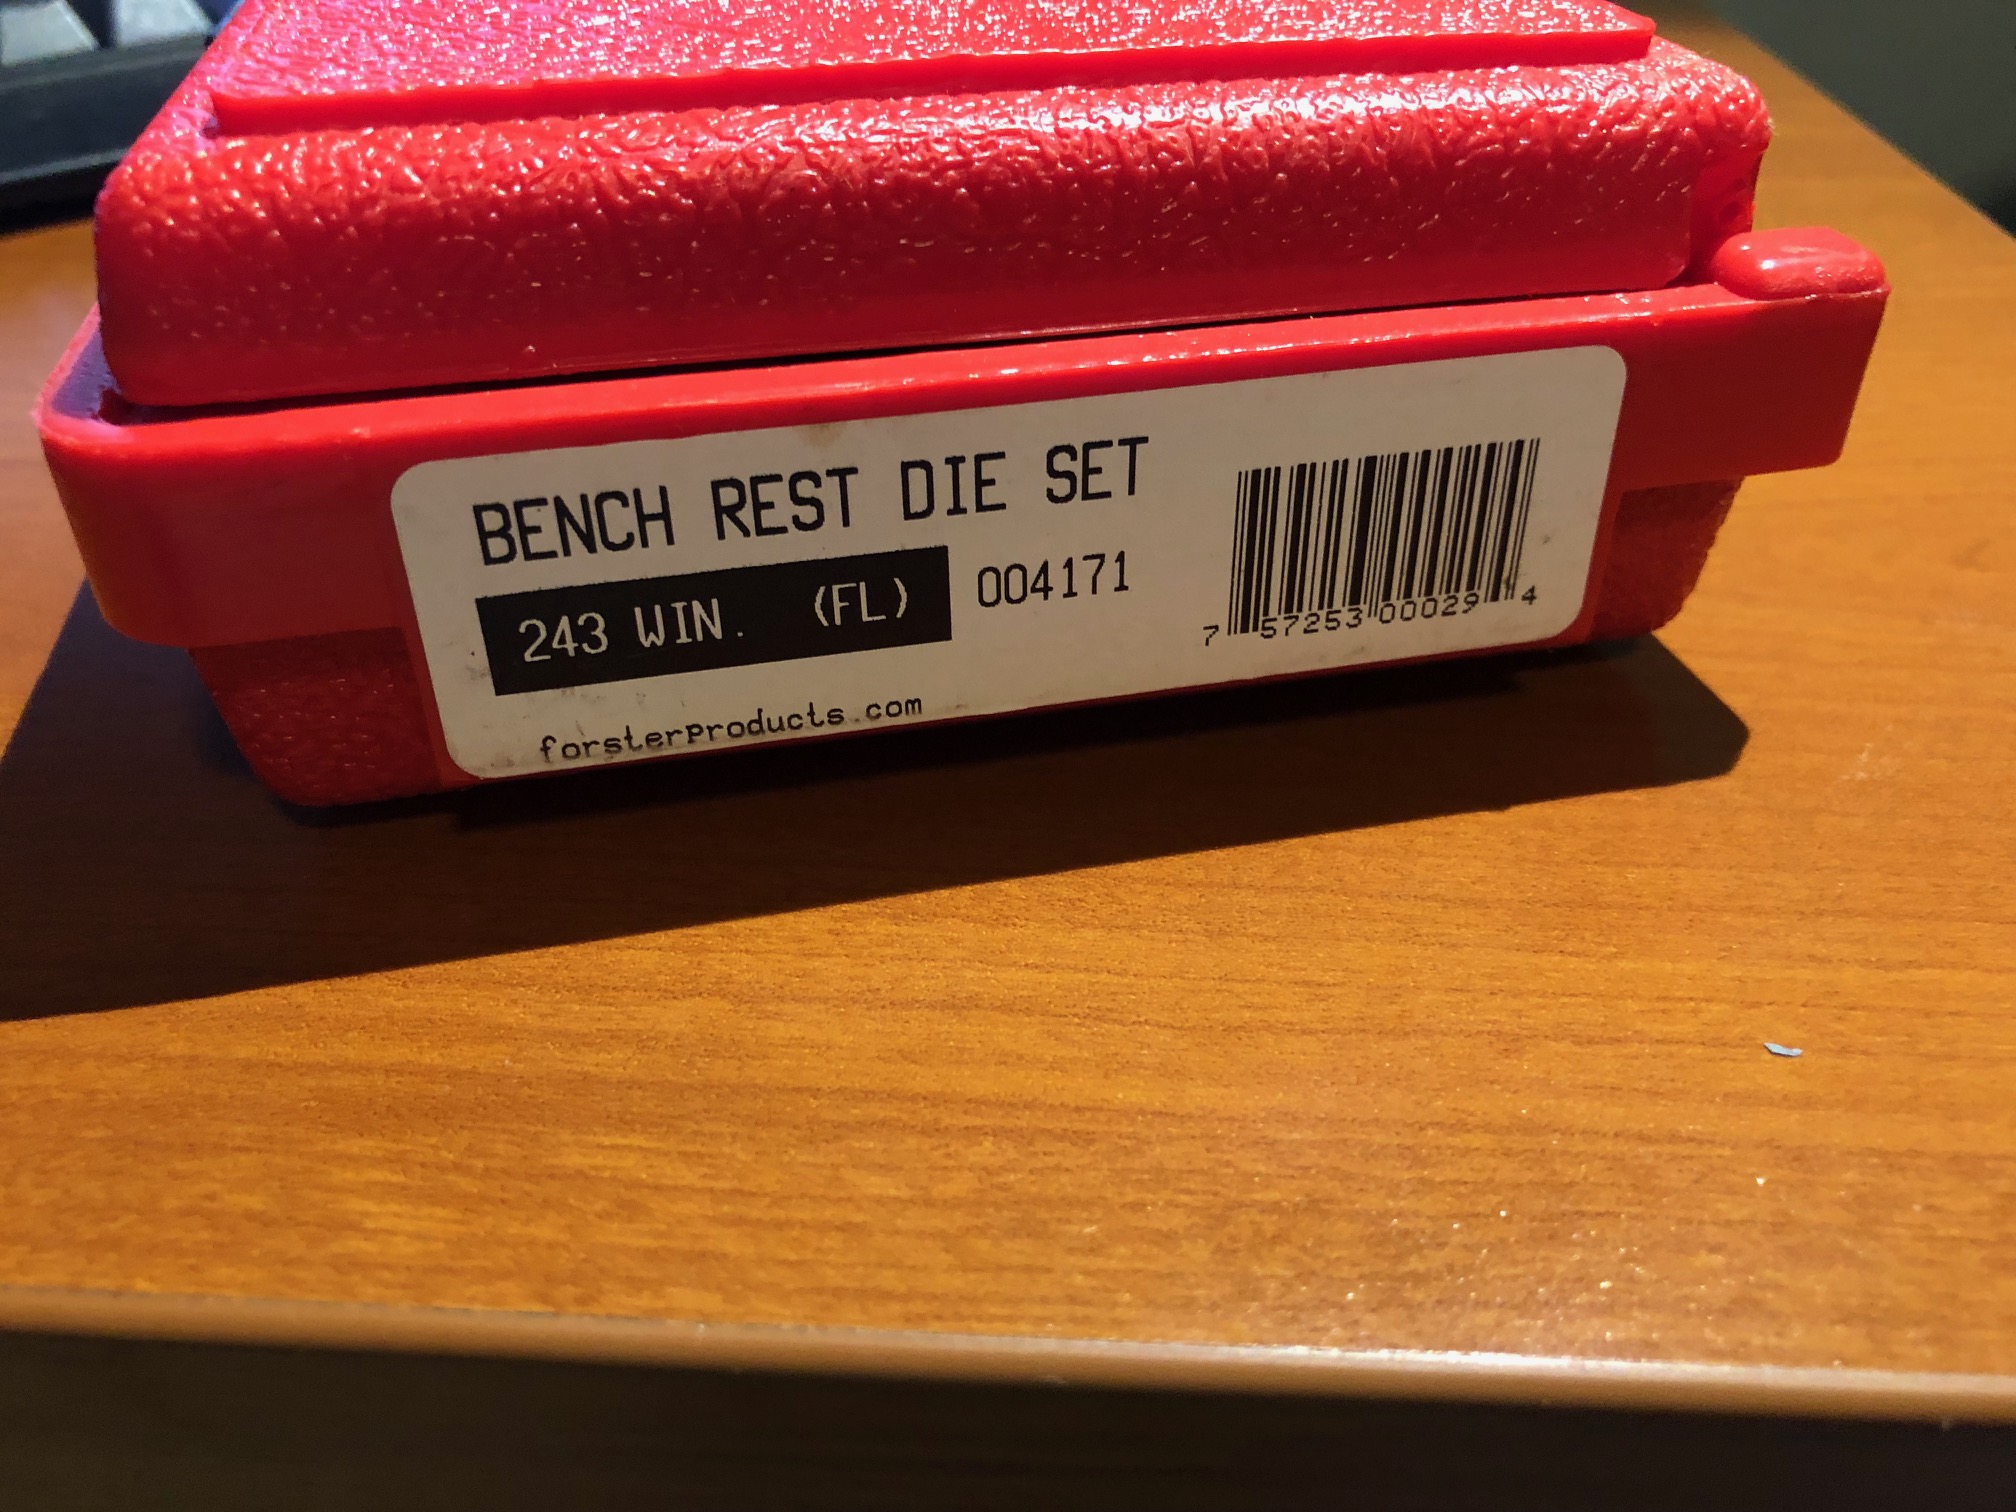 BENCH REST DIE SET
243 WIN. (FL) 004171
forsterproducts.com
7 57253 00029 4